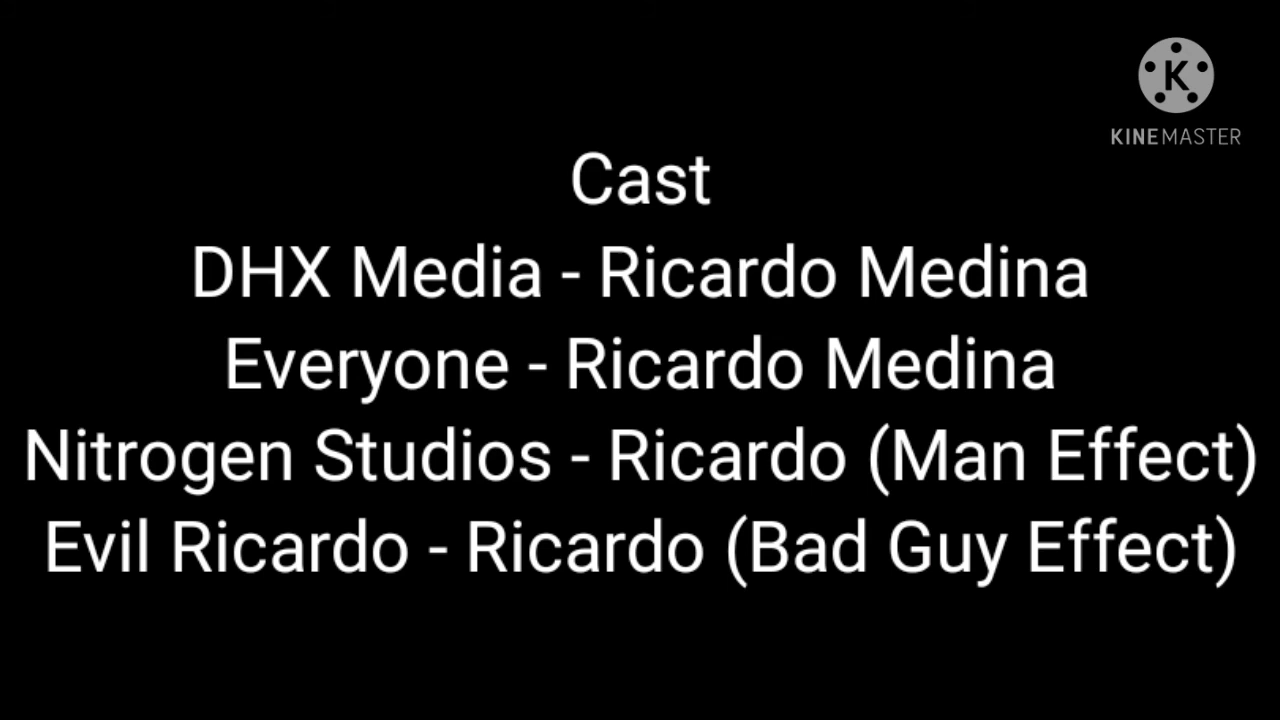 K
KINEMASTER
Cast
DHX Media - Ricardo Medina
Everyone - Ricardo Medina
Nitrogen Studios - Ricardo (Man Effect)
Evil Ricardo - Ricardo (Bad Guy Effect)